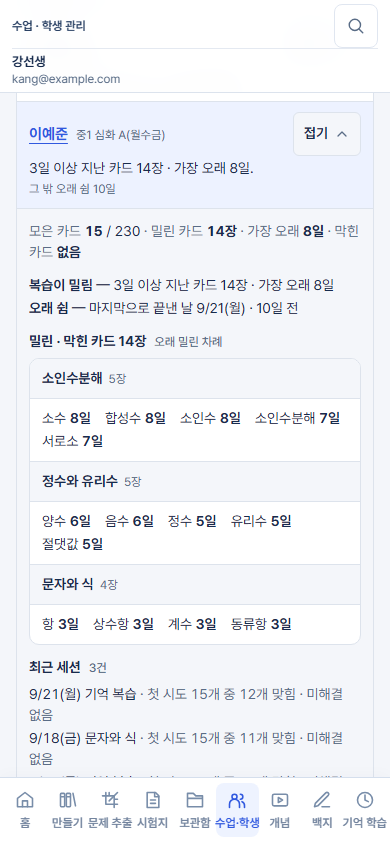 수업 · 학생 관리
강선생
kang@example.com
이예준 중1 심화 A(월수금)
접기
3일 이상 지난 카드 14장 · 가장 오래 8일.
그 밖 오래 쉼 10일
모은 카드 15 / 230 · 밀린 카드 14장 · 가장 오래 8일 · 막힌
카드 없음
복습이 밀림 — 3일 이상 지난 카드 14장 · 가장 오래 8일
오래 쉼 — 마지막으로 끝낸 날 9/21(월) · 10일 전
밀린 · 막힌 카드 14장 오래 밀린 차례
소인수분해 5장
소수 8일 합성수 8일 소인수 8일 소인수분해 7일
서로소 7일
정수와 유리수 5장
양수 6일 음수 6일 정수 5일 유리수 5일
절댓값 5일
문자와 식 4장
항 3일 상수항 3일 계수 3일 동류항 3일
최근 세션 3건
9/21(월) 기억 복습 · 첫 시도 15개 중 12개 맞힘 · 미해결
없음
9/18(금) 문자와 식 · 첫 시도 15개 중 11개 맞힘 · 미해결
없음
홈 만들기 문제 추출 시험지 보관함 수업·학생 개념 백지 기억 학습